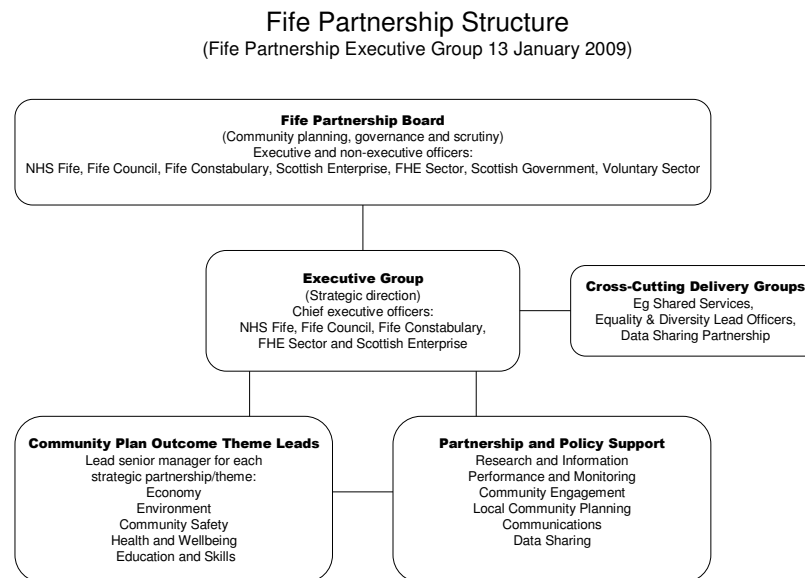 Fife Partnership Structure
(Fife Partnership Executive Group 13 January 2009)
Fife Partnership Board
(Community planning, governance and scrutiny)
Executive and non-executive officers:
NHS Fife, Fife Council, Fife Constabulary, Scottish Enterprise, FHE Sector, Scottish Government, Voluntary Sector
Executive Group
(Strategic direction)
Chief executive officers:
NHS Fife, Fife Council, Fife Constabulary,
FHE Sector and Scottish Enterprise
Cross-Cutting Delivery Groups
Eg Shared Services,
Equality & Diversity Lead Officers,
Data Sharing Partnership
Community Plan Outcome Theme Leads
Lead senior manager for each
strategic partnership/theme:
Economy
Environment
Community Safety
Health and Wellbeing
Education and Skills
Partnership and Policy Support
Research and Information
Performance and Monitoring
Community Engagement
Local Community Planning
Communications
Data Sharing